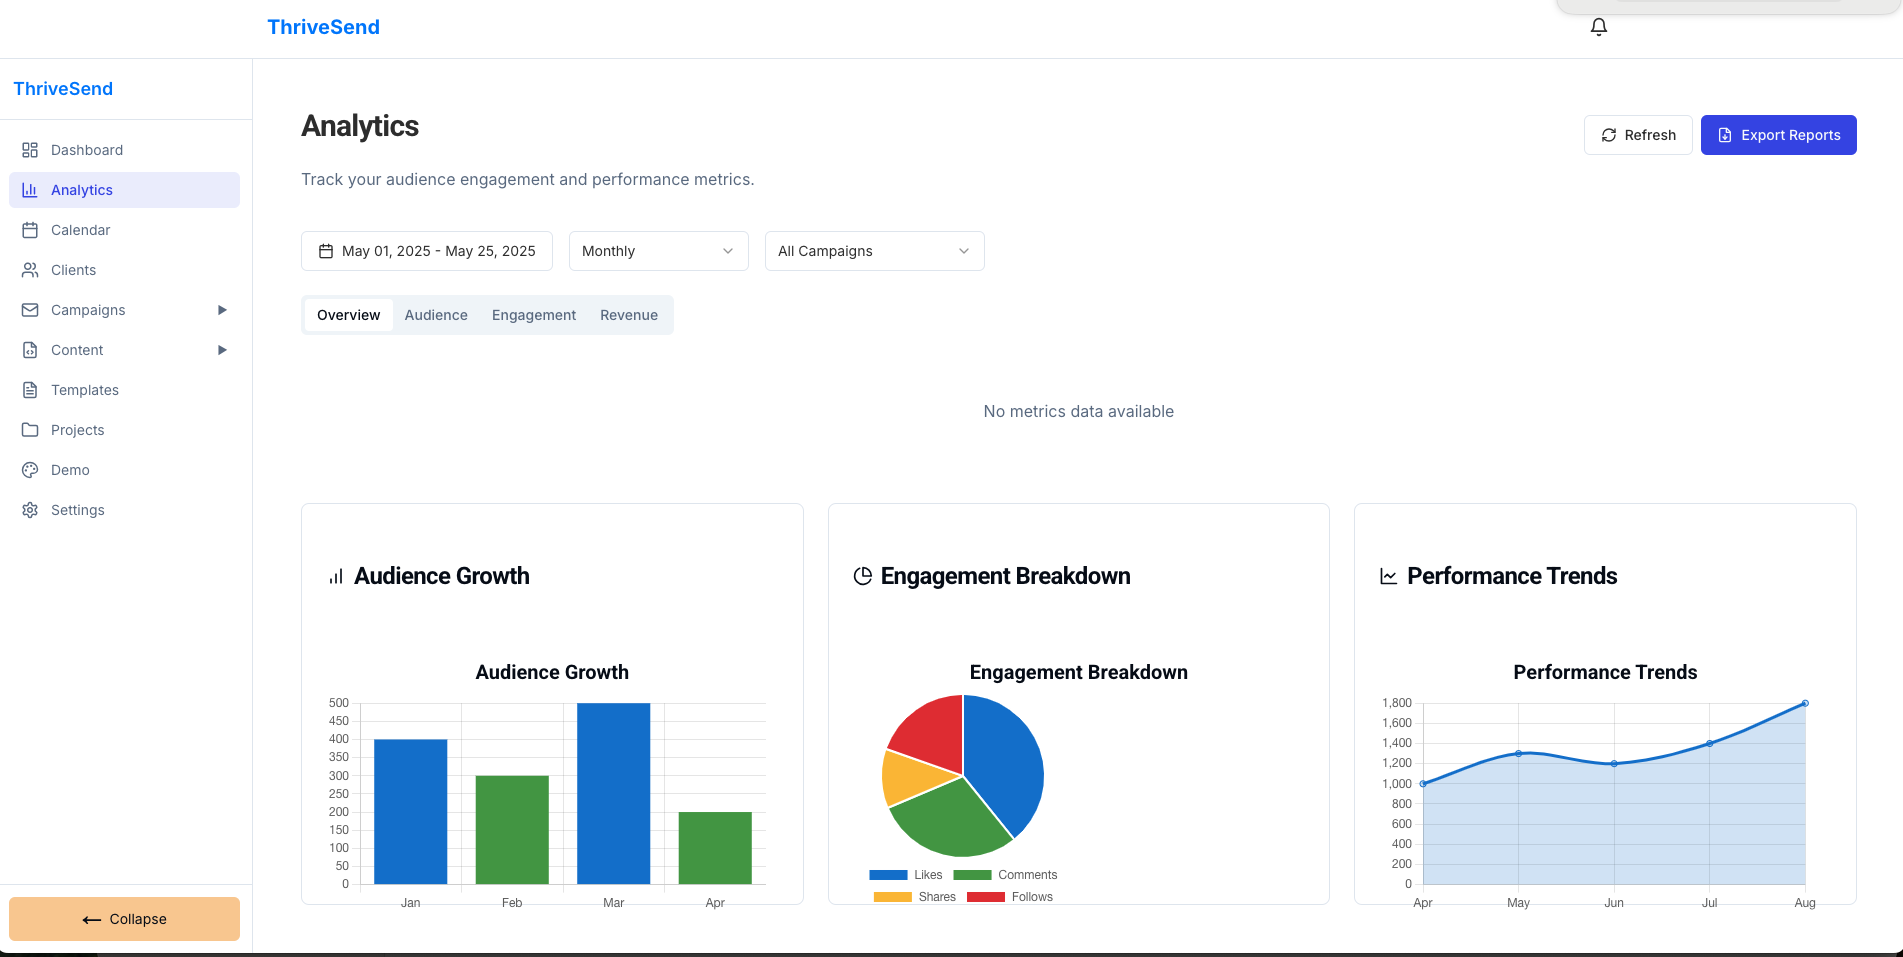 ThriveSend
ThriveSend
Dashboard
Analytics
Calendar
Clients
Campaigns
Content
Templates
Projects
Demo
Settings
Collapse
Analytics
Refresh
Export Reports
Track your audience engagement and performance metrics.
May 01, 2025 - May 25, 2025
Monthly
All Campaigns
Overview
Audience
Engagement
Revenue
No metrics data available
Audience Growth
Audience Growth
500
450
400
350
300
250
200
150
100
50
0
Jan
Feb
Mar
Apr
Engagement Breakdown
Engagement Breakdown
Likes
Comments
Shares
Follows
Performance Trends
Performance Trends
1,800
1,600
1,400
1,200
1,000
800
600
400
200
0
Apr
May
Jun
Jul
Aug